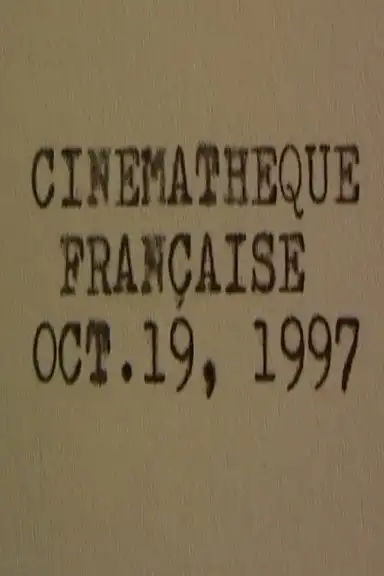 CINEMATHEQUE
FRANÇAISE
OCT.19, 1997